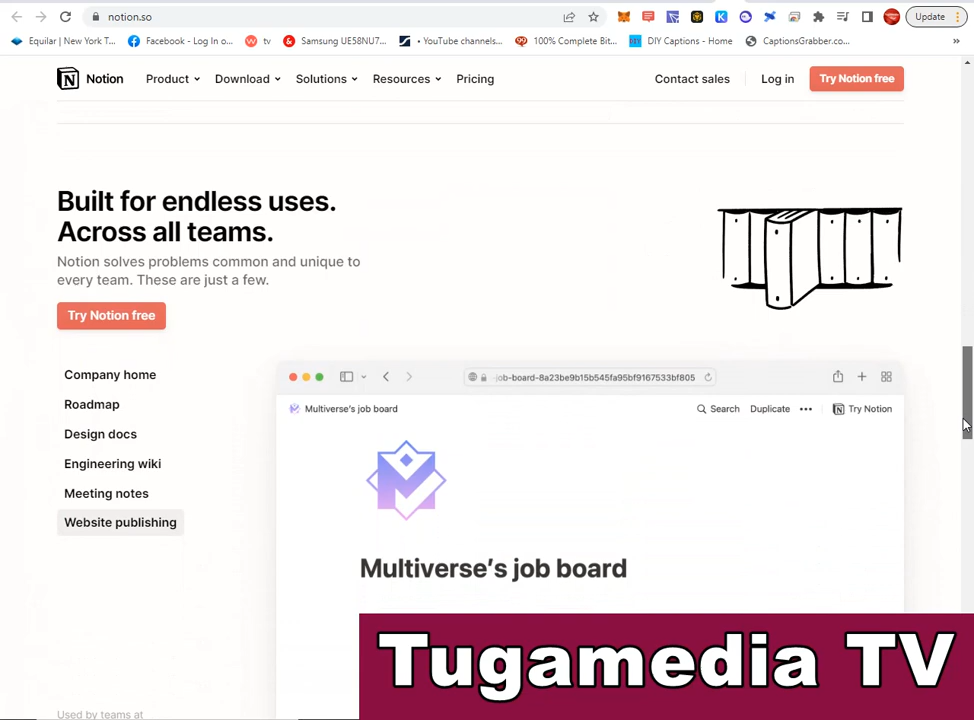 notion.so
Update
Equilar | New York T...
Facebook - Log In o...
tv
Samsung UE58NU7...
• YouTube channels,...
100% Complete Bit...
DIY Captions - Home
CaptionsGrabber.co...
»
Notion
Product
Download
Solutions
Resources
Pricing
Contact sales
Log in
Try Notion free
Built for endless uses.
Across all teams.
Notion solves problems common and unique to
every team. These are just a few.
Try Notion free
Company home
Roadmap
Design docs
Engineering wiki
Meeting notes
Website publishing
job-board-8a23be9b15b545fa95bf9167533bf805
Multiverse's job board
Search
Duplicate
•••
Try Notion
Multiverse's job board
Tugamedia TV
Used by teams at